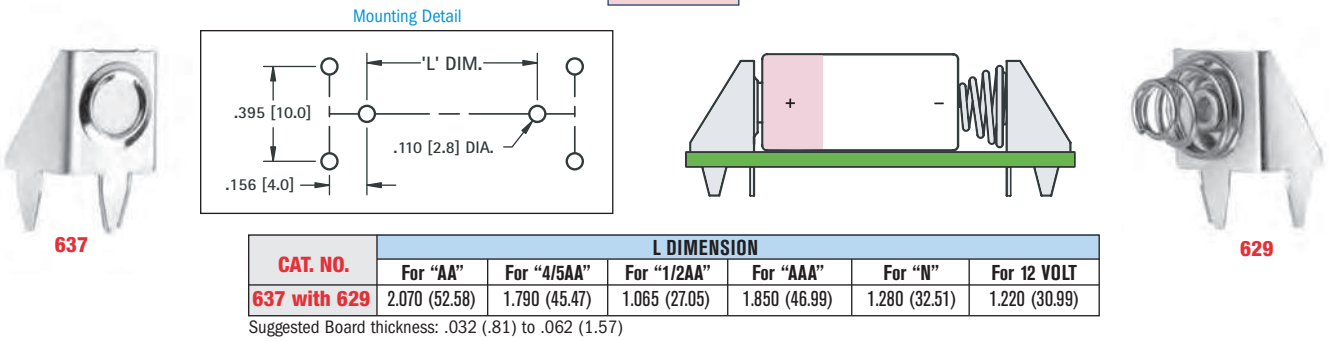 Mounting Detail
'L' DIM.
.395 [10.0]
.110 [2.8] DIA.
.156 [4.0]
+ −
637
629
CAT. NO.
L DIMENSION
For “AA” For “4/5AA” For “1/2AA” For “AAA” For “N” For 12 VOLT
637 with 629 2.070 (52.58) 1.790 (45.47) 1.065 (27.05) 1.850 (46.99) 1.280 (32.51) 1.220 (30.99)
Suggested Board thickness: .032 (.81) to .062 (1.57)